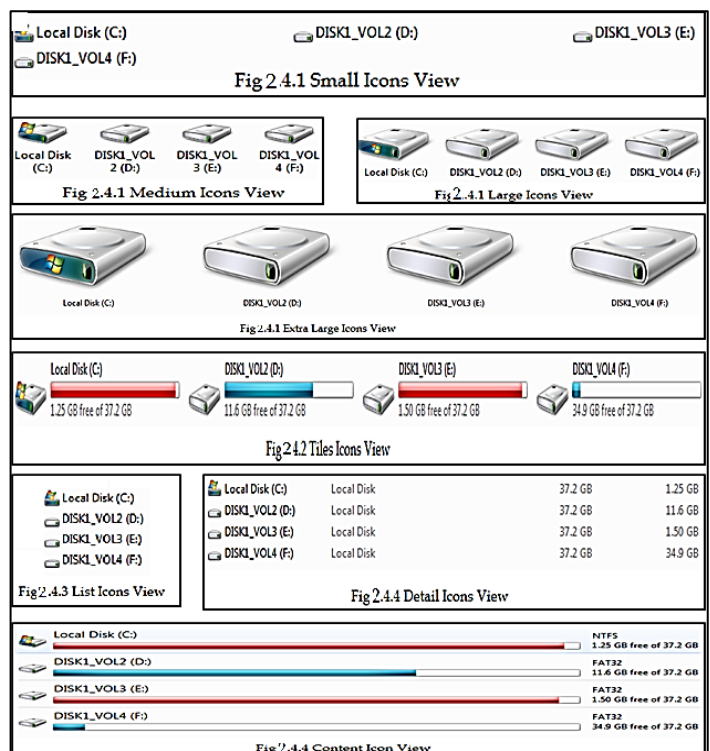 Local Disk (C:) DISK1_VOL2 (D:) DISK1_VOL3 (E:)
DISK1_VOL4 (F:)
Fig 2.4.1 Small Icons View
Local Disk (C:) DISK1_VOL 2 (D:) DISK1_VOL 3 (E:) DISK1_VOL 4 (F:)
Fig 2.4.1 Medium Icons View
Local Disk (C:) DISK1_VOL2 (D:) DISK1_VOL3 (E:) DISK1_VOL4 (F:)
Fig2..4.1 Large Icons View
Local Disk (C:) DISK1_VOL2 (D:) DISK1_VOL3 (E:) DISK1_VOL4 (F:)
Fig 2.4.1 Extra Large Icons View
Local Disk (C:) DISK1_VOL2 (D:) DISK1_VOL3 (E:) DISK1_VOL4 (F:)
1.25 GB free of 37.2 GB 11.6 GB free of 37.2 GB 1.50 GB free of 37.2 GB 34.9 GB free of 37.2 GB
Fig 2.4.2 Tiles Icons View
Local Disk (C:)
DISK1_VOL2 (D:)
DISK1_VOL3 (E:)
DISK1_VOL4 (F:)
Fig2.4.3 List Icons View
Local Disk (C:) Local Disk 37.2 GB 1.25 GB
DISK1_VOL2 (D:) Local Disk 37.2 GB 11.6 GB
DISK1_VOL3 (E:) Local Disk 37.2 GB 1.50 GB
DISK1_VOL4 (F:) Local Disk 37.2 GB 34.9 GB
Fig 2.4.4 Detail Icons View
Local Disk (C:) NTFS
1.25 GB free of 37.2 GB
DISK1_VOL2 (D:) FAT32
11.6 GB free of 37.2 GB
DISK1_VOL3 (E:) FAT32
1.50 GB free of 37.2 GB
DISK1_VOL4 (F:) FAT32
34.9 GB free of 37.2 GB
Fig 2.4.4 Content Icon View